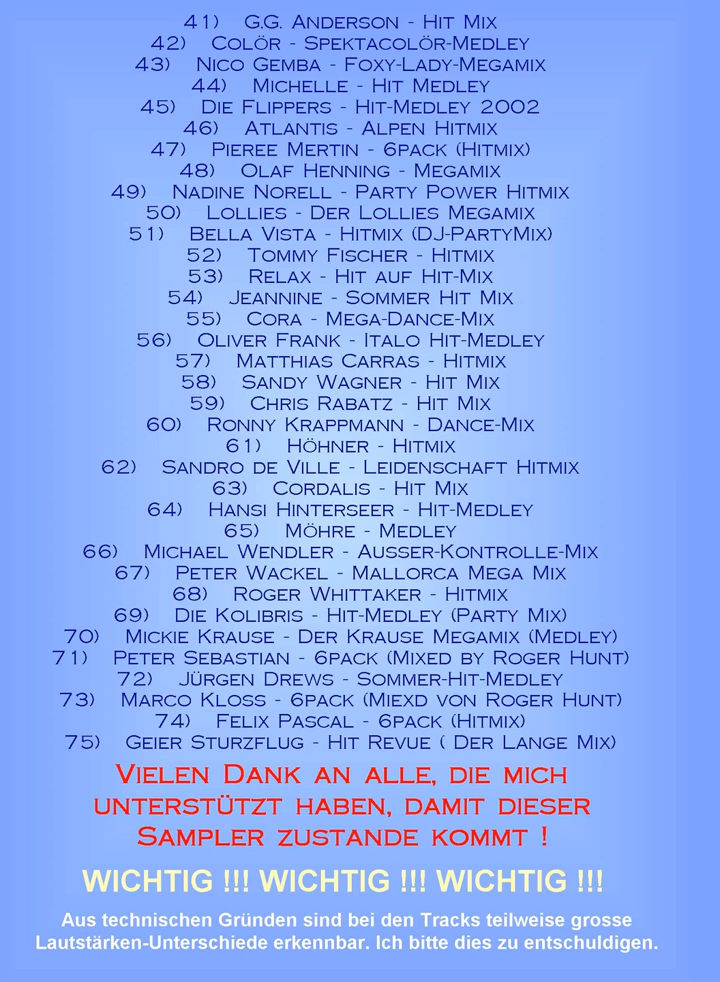 41) G.G. Anderson - Hit Mix
42) Colör - Spektacolör-Medley
43) Nico Gemba - Foxy-Lady-Megamix
44) Michelle - Hit Medley
45) Die Flippers - Hit-Medley 2002
46) Atlantis - Alpen Hitmix
47) Pieree Mertin - 6pack (Hitmix)
48) Olaf Henning - Megamix
49) Nadine Norell - Party Power Hitmix
50) Lollies - Der Lollies Megamix
51) Bella Vista - Hitmix (DJ-PartyMix)
52) Tommy Fischer - Hitmix
53) Relax - Hit auf Hit-Mix
54) Jeannine - Sommer Hit Mix
55) Cora - Mega-Dance-Mix
56) Oliver Frank - Italo Hit-Medley
57) Matthias Carras - Hitmix
58) Sandy Wagner - Hit Mix
59) Chris Rabatz - Hit Mix
60) Ronny Krappmann - Dance-Mix
61) Höhner - Hitmix
62) Sandro de Ville - Leidenschaft Hitmix
63) Cordalis - Hit Mix
64) Hansi Hinterseer - Hit-Medley
65) Möhre - Medley
66) Michael Wendler - Ausser-Kontrolle-Mix
67) Peter Wackel - Mallorca Mega Mix
68) Roger Whittaker - Hitmix
69) Die Kolibris - Hit-Medley (Party Mix)
70) Mickie Krause - Der Krause Megamix (Medley)
71) Peter Sebastian - 6pack (Mixed by Roger Hunt)
72) Jürgen Drews - Sommer-Hit-Medley
73) Marco Kloss - 6pack (Miexd von Roger Hunt)
74) Felix Pascal - 6pack (Hitmix)
75) Geier Sturzflug - Hit Revue ( Der Lange Mix)
Vielen Dank an alle, die mich
unterstützt haben, damit dieser
Sampler zustande kommt !
WICHTIG !!! WICHTIG !!! WICHTIG !!!
Aus technischen Gründen sind bei den Tracks teilweise grosse
Lautstärken-Unterschiede erkennbar. Ich bitte dies zu entschuldigen.